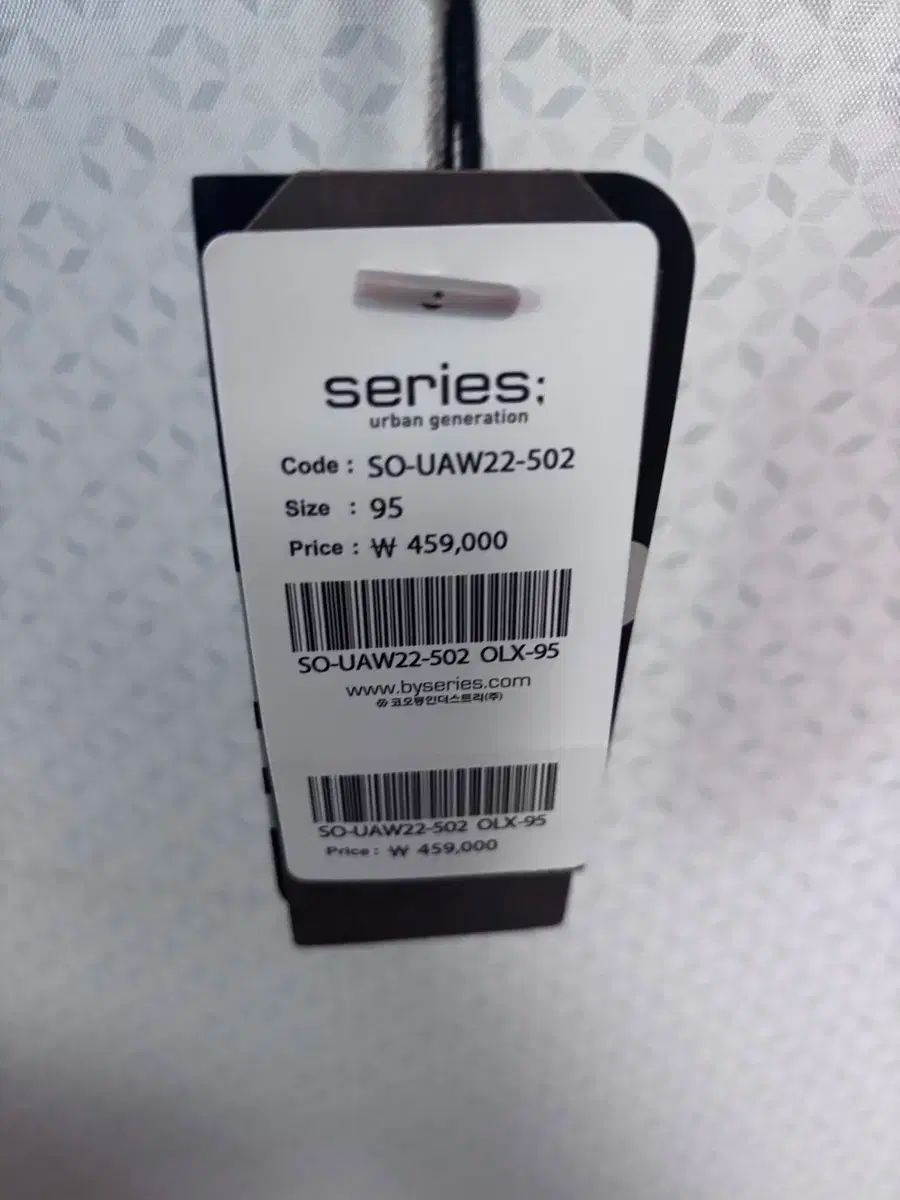 series;
urban generation
Code : SO-UAW22-502
Size : 95
Price : ₩ 459,000
SO-UAW22-502 OLX-95
www.byseries.com
코오롱인더스트리(주)
SO-UAW22-502 OLX-95
Price : ₩ 459,000